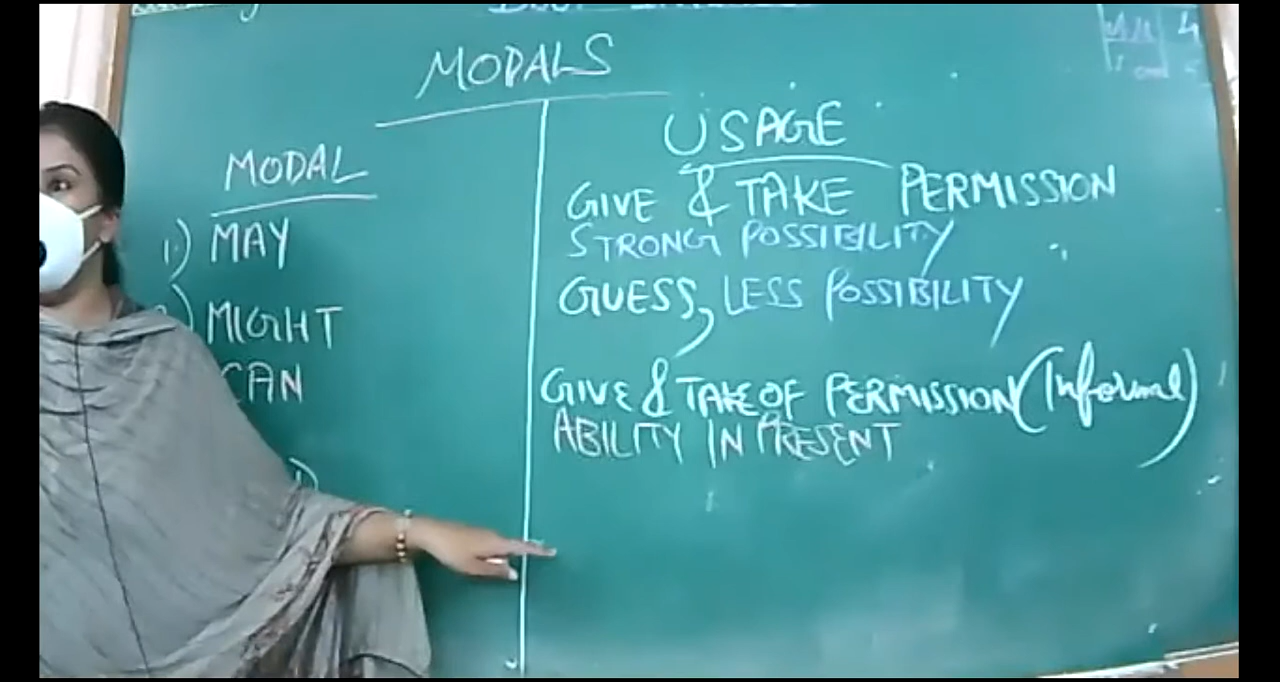 MODALS
MODAL
USAGE
1) MAY
GIVE & TAKE PERMISSION
STRONG POSSIBILITY
2) MIGHT
GUESS, LESS POSSIBILITY
CAN
GIVE & TAKE OF PERMISSION (Informal)
ABILITY IN PRESENT